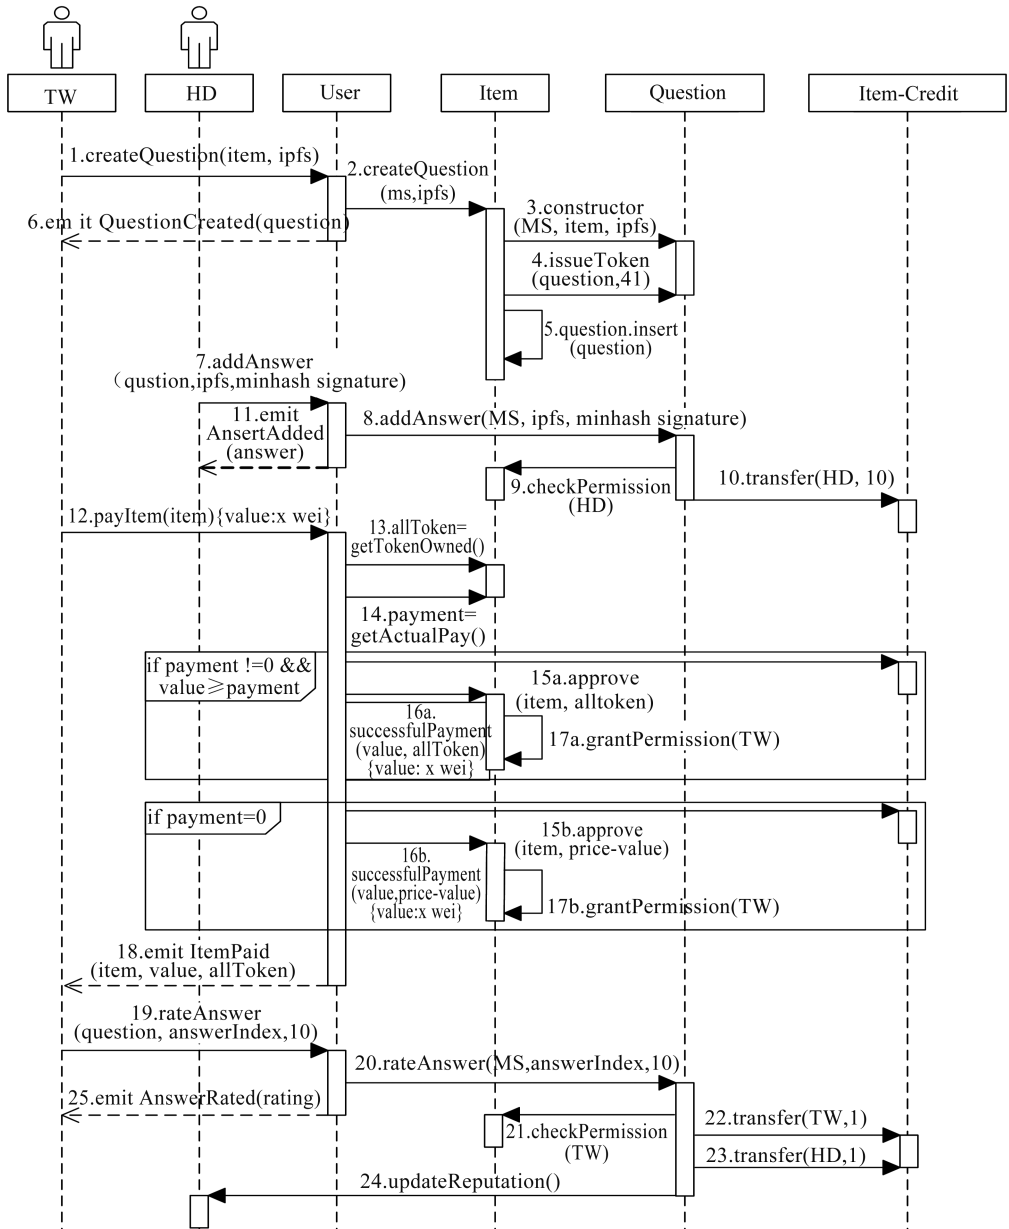 TW
HD
User
Item
Question
Item-Credit
1.createQuestion(item, ipfs)
2.createQuestion
(ms,ipfs)
3.constructor
(MS, item, ipfs)
6.em it QuestionCreated(question)
4.issueToken
(question,41)
5.question.insert
(question)
7.addAnswer
（qustion,ipfs,minhash signature)
8.addAnswer(MS, ipfs, minhash signature)
11.emit
AnsertAdded
(answer)
9.checkPermission
(HD)
10.transfer(HD, 10)
12.payItem(item){value:x wei}
13.allToken=
getTokenOwned()
14.payment=
getActualPay()
if payment !=0 &&
value≥payment
15a.approve
(item, alltoken)
16a.
successfulPayment
(value, allToken)
{value: x wei}
17a.grantPermission(TW)
if payment=0
15b.approve
(item, price-value)
16b.
successfulPayment
(value,price-value)
{value:x wei}
17b.grantPermission(TW)
18.emit ItemPaid
(item, value, allToken)
19.rateAnswer
(question, answerIndex,10)
20.rateAnswer(MS,answerIndex,10)
25.emit AnswerRated(rating)
21.checkPermission
(TW)
22.transfer(TW,1)
23.transfer(HD,1)
24.updateReputation()